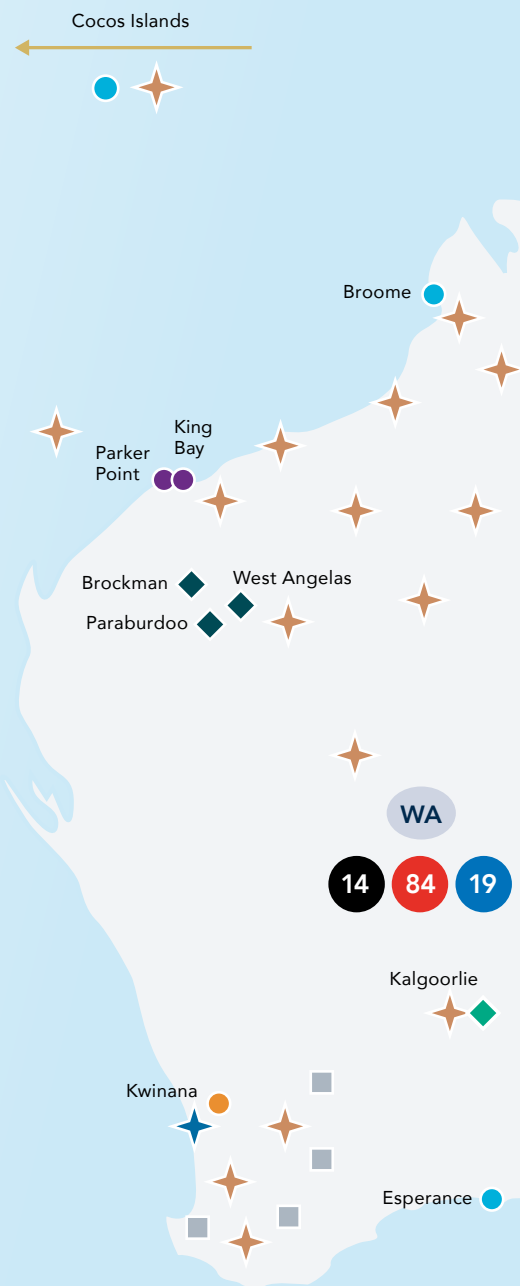 Cocos Islands
Broome
King
Bay
Parker
Point
Brockman
West Angelas
Paraburdoo
WA
14 84 19
Kalgoorlie
Kwinana
Esperance